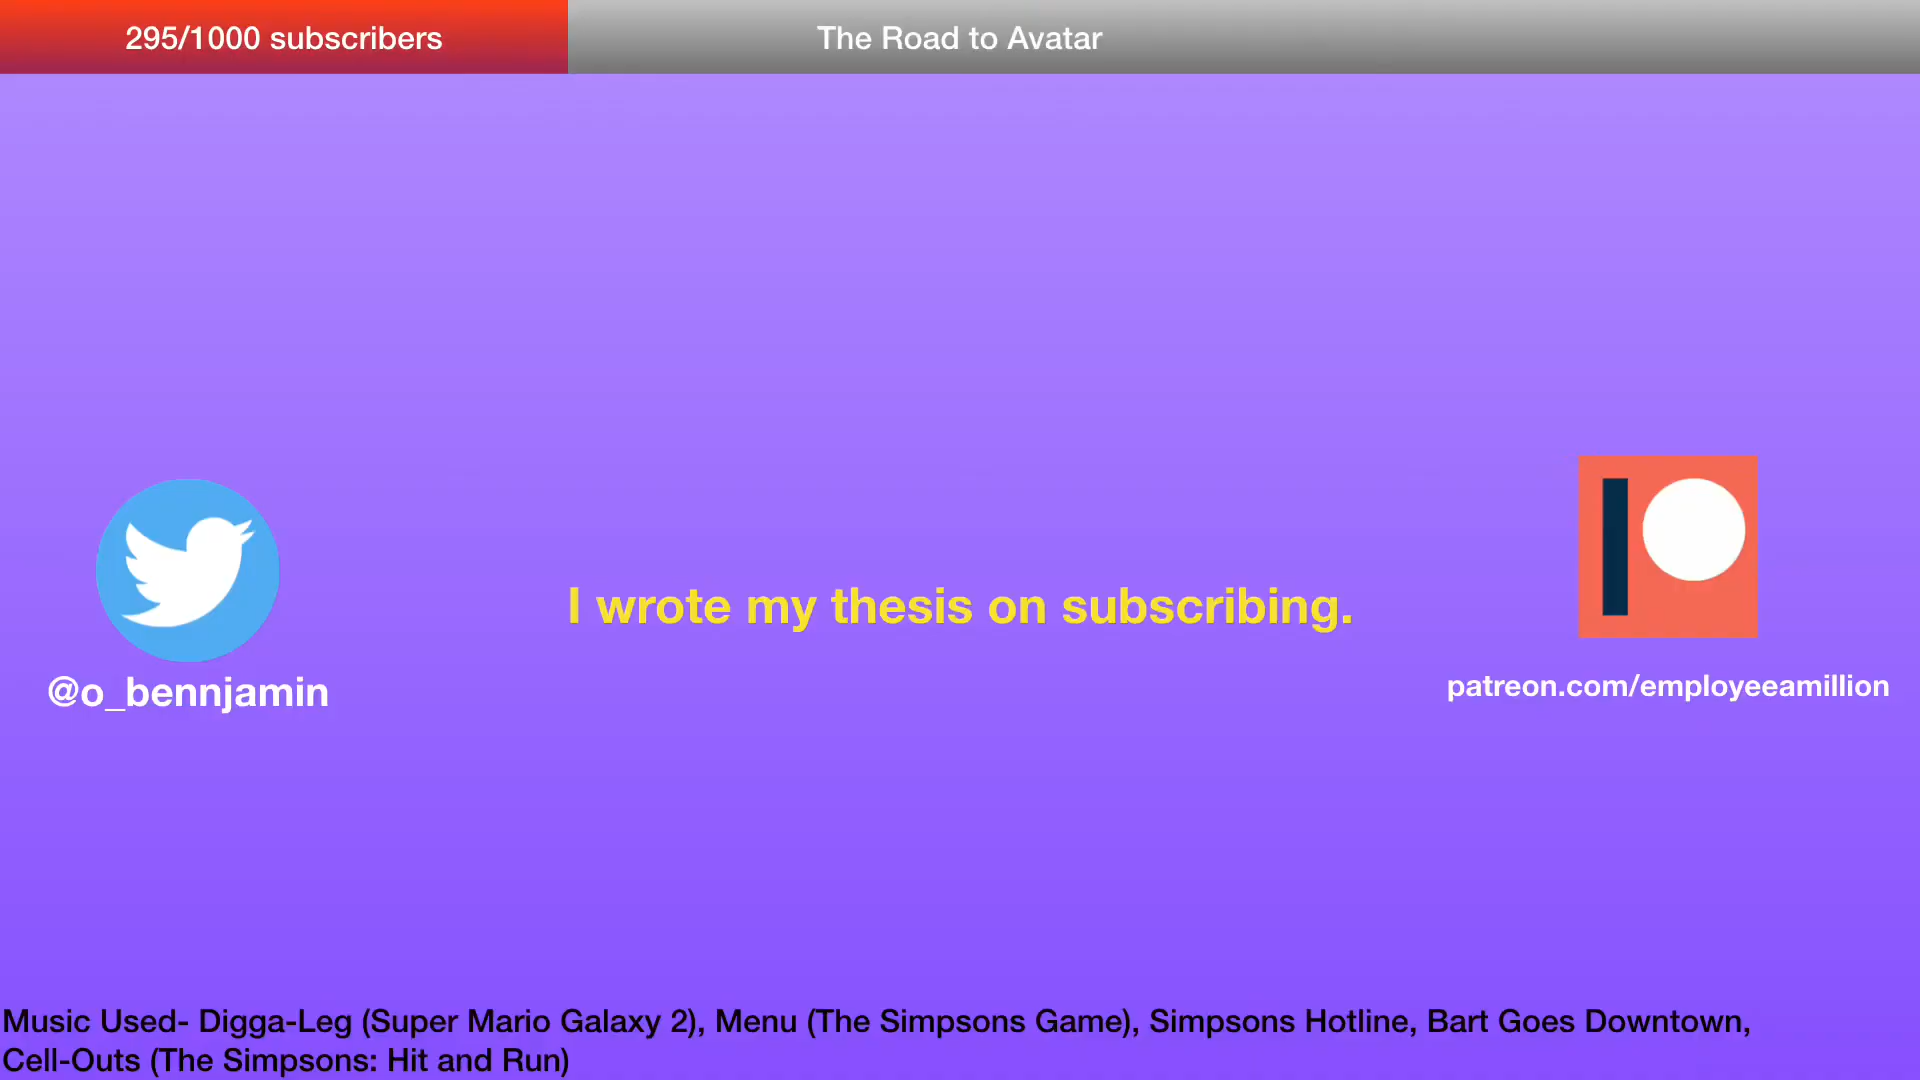 295/1000 subscribers
The Road to Avatar
I wrote my thesis on subscribing.
@o_bennjamin
patreon.com/employeeamillion
Music Used- Digga-Leg (Super Mario Galaxy 2), Menu (The Simpsons Game), Simpsons Hotline, Bart Goes Downtown,
Cell-Outs (The Simpsons: Hit and Run)